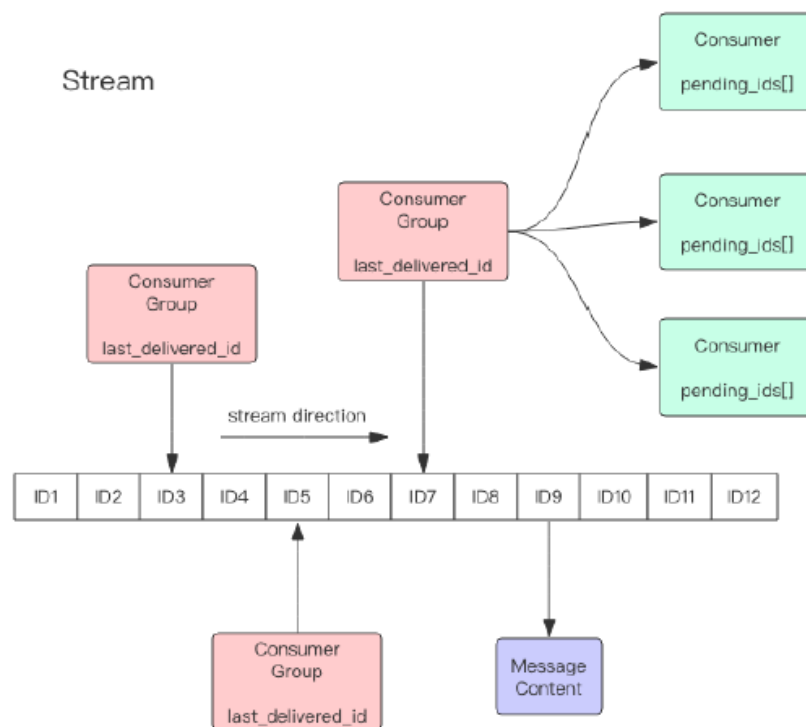 Stream
Consumer
pending_ids[]
Consumer
Group
last_delivered_id
Consumer
pending_ids[]
Consumer
Group
last_delivered_id
Consumer
pending_ids[]
stream direction
ID1 ID2 ID3 ID4 ID5 ID6 ID7 ID8 ID9 ID10 ID11 ID12
Consumer
Group
last_delivered_id
Message
Content